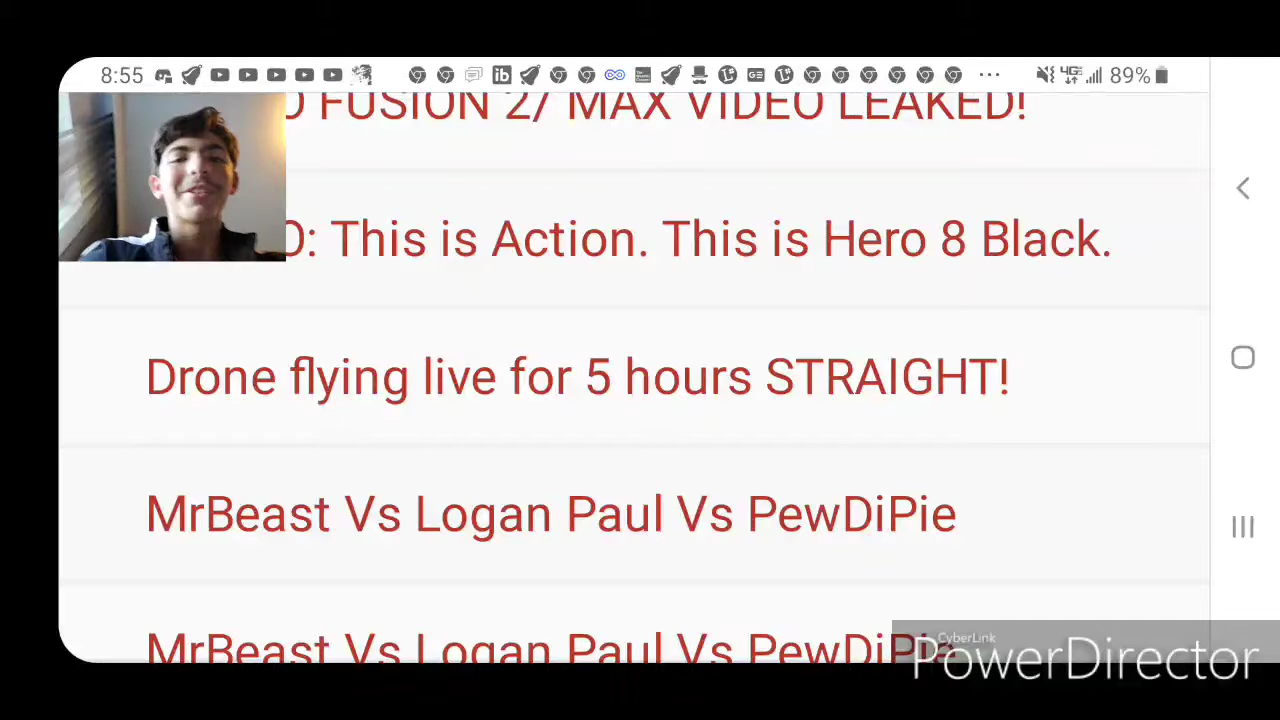 8:55
89%
FUSION 2/ MAX VIDEO LEAKED!
O: This is Action. This is Hero 8 Black.
Drone flying live for 5 hours STRAIGHT!
MrBeast Vs Logan Paul Vs PewDiPie
MrBeast Vs Logan Paul Vs PewDiPie
CyberLink
PowerDirector